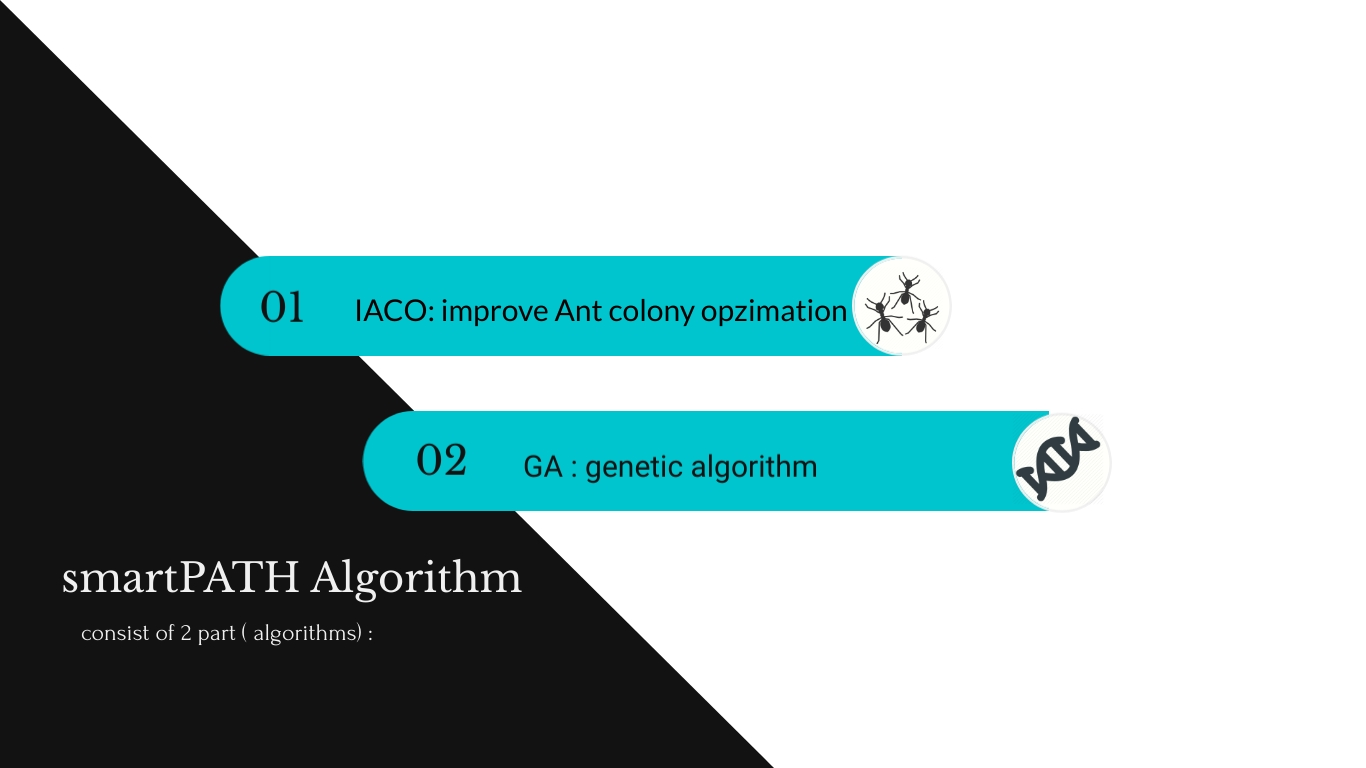 01
IACO: improve Ant colony opzimation
02
GA : genetic algorithm
smartPATH Algorithm
consist of 2 part ( algorithms) :